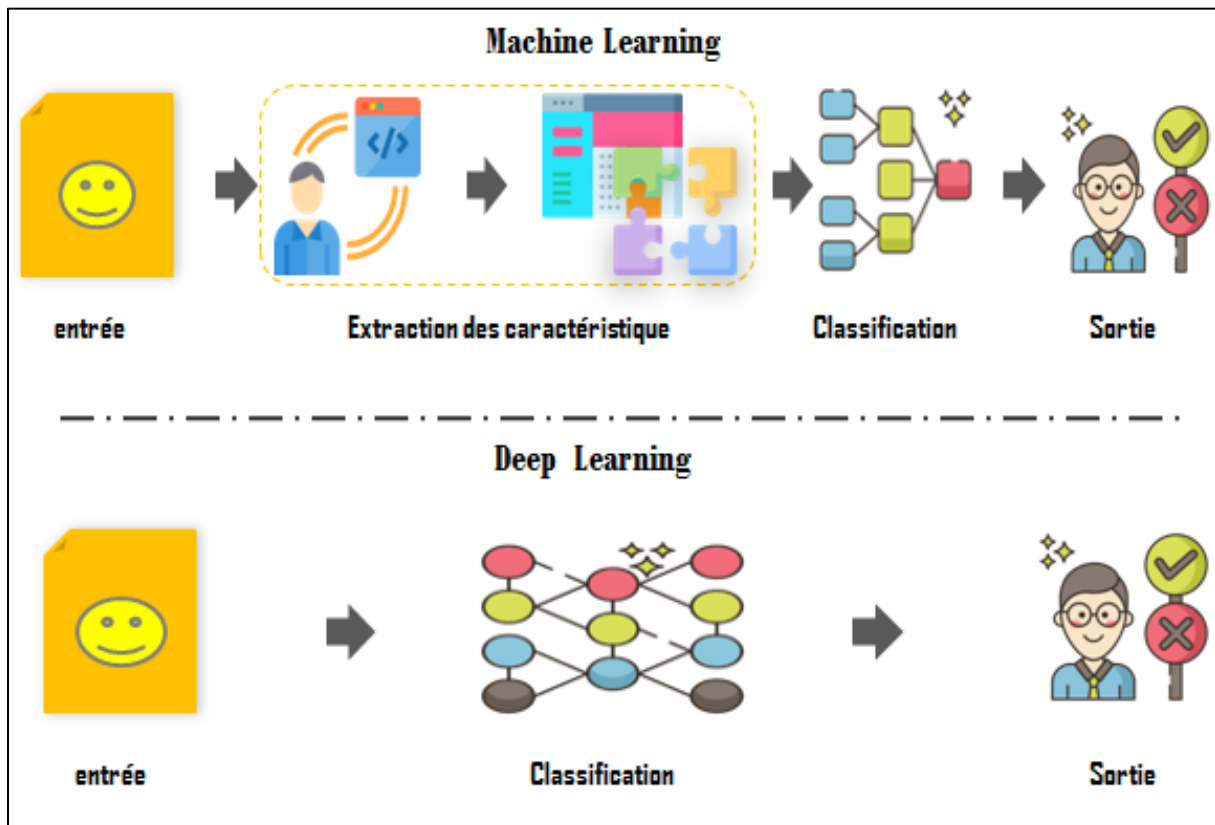 Machine Learning
entrée
Extraction des caractéristique
Classification
Sortie
Deep Learning
entrée
Classification
Sortie